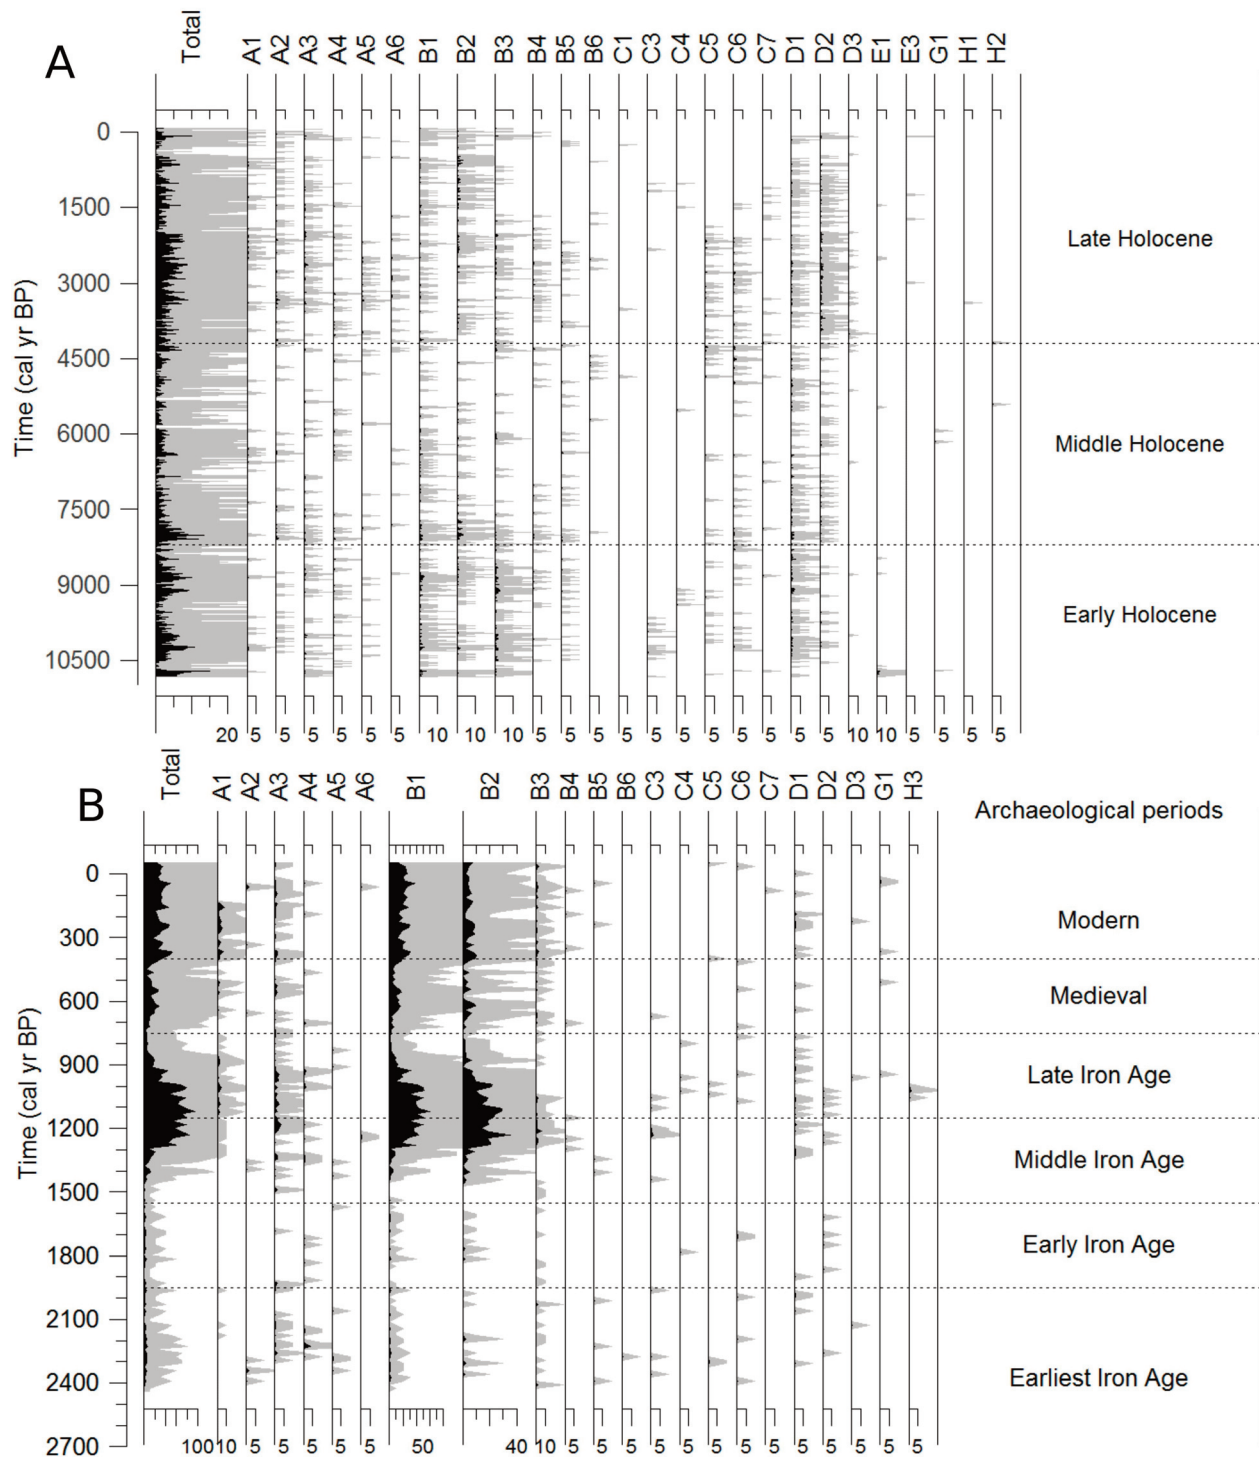 A
Total A1 A2 A3 A4 A5 A6 B1 B2 B3 B4 B5 B6 C1 C3 C4 C5 C6 C7 D1 D2 D3 E1 E3 G1 H1 H2
Time (cal yr BP)
0
1500
3000
4500
6000
7500
9000
10500
Late Holocene
Middle Holocene
Early Holocene
20 5 5 5 5 5 5 10 10 10 5 5 5 5 5 5 5 5 5 5 5 10 10 5 5 5 5
B
Total A1 A2 A3 A4 A5 A6 B1 B2 B3 B4 B5 B6 C3 C4 C5 C6 C7 D1 D2 D3 G1 H3
Archaeological periods
Time (cal yr BP)
0
300
600
900
1200
1500
1800
2100
2400
2700
Modern
Medieval
Late Iron Age
Middle Iron Age
Early Iron Age
Earliest Iron Age
100 10 5 5 5 5 5 50 40 10 5 5 5 5 5 5 5 5 5 5 5 5 5